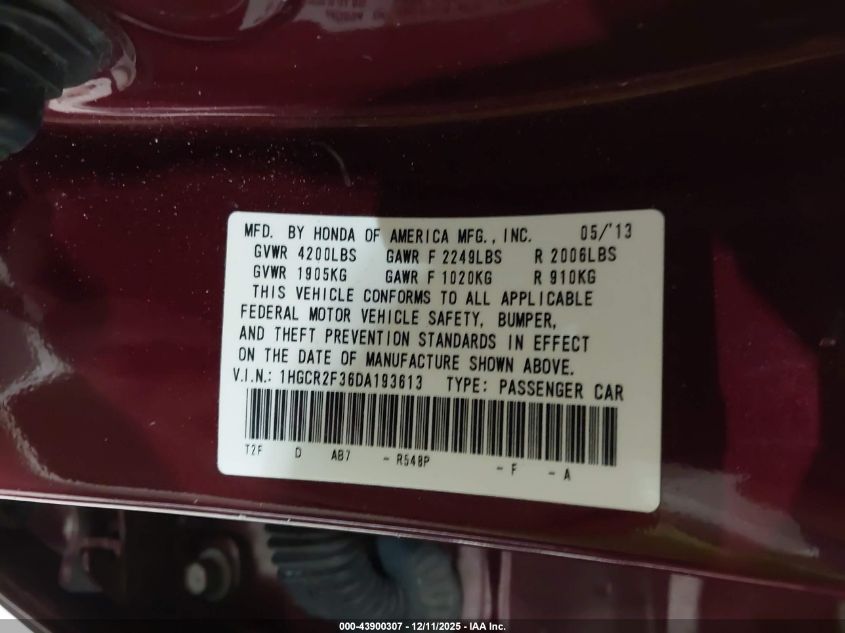 MFD. BY HONDA OF AMERICA MFG., INC. 05/'13
GVWR 4200LBS GAWR F 2249LBS R 2006LBS
GVWR 1905KG GAWR F 1020KG R 910KG
THIS VEHICLE CONFORMS TO ALL APPLICABLE
FEDERAL MOTOR VEHICLE SAFETY, BUMPER,
AND THEFT PREVENTION STANDARDS IN EFFECT
ON THE DATE OF MANUFACTURE SHOWN ABOVE.
V.I.N.: 1HGCR2F36DA193613 TYPE: PASSENGER CAR
T2F D AB7 - R548P - F - A
000-43900307 - 12/11/2025 - IAA Inc.